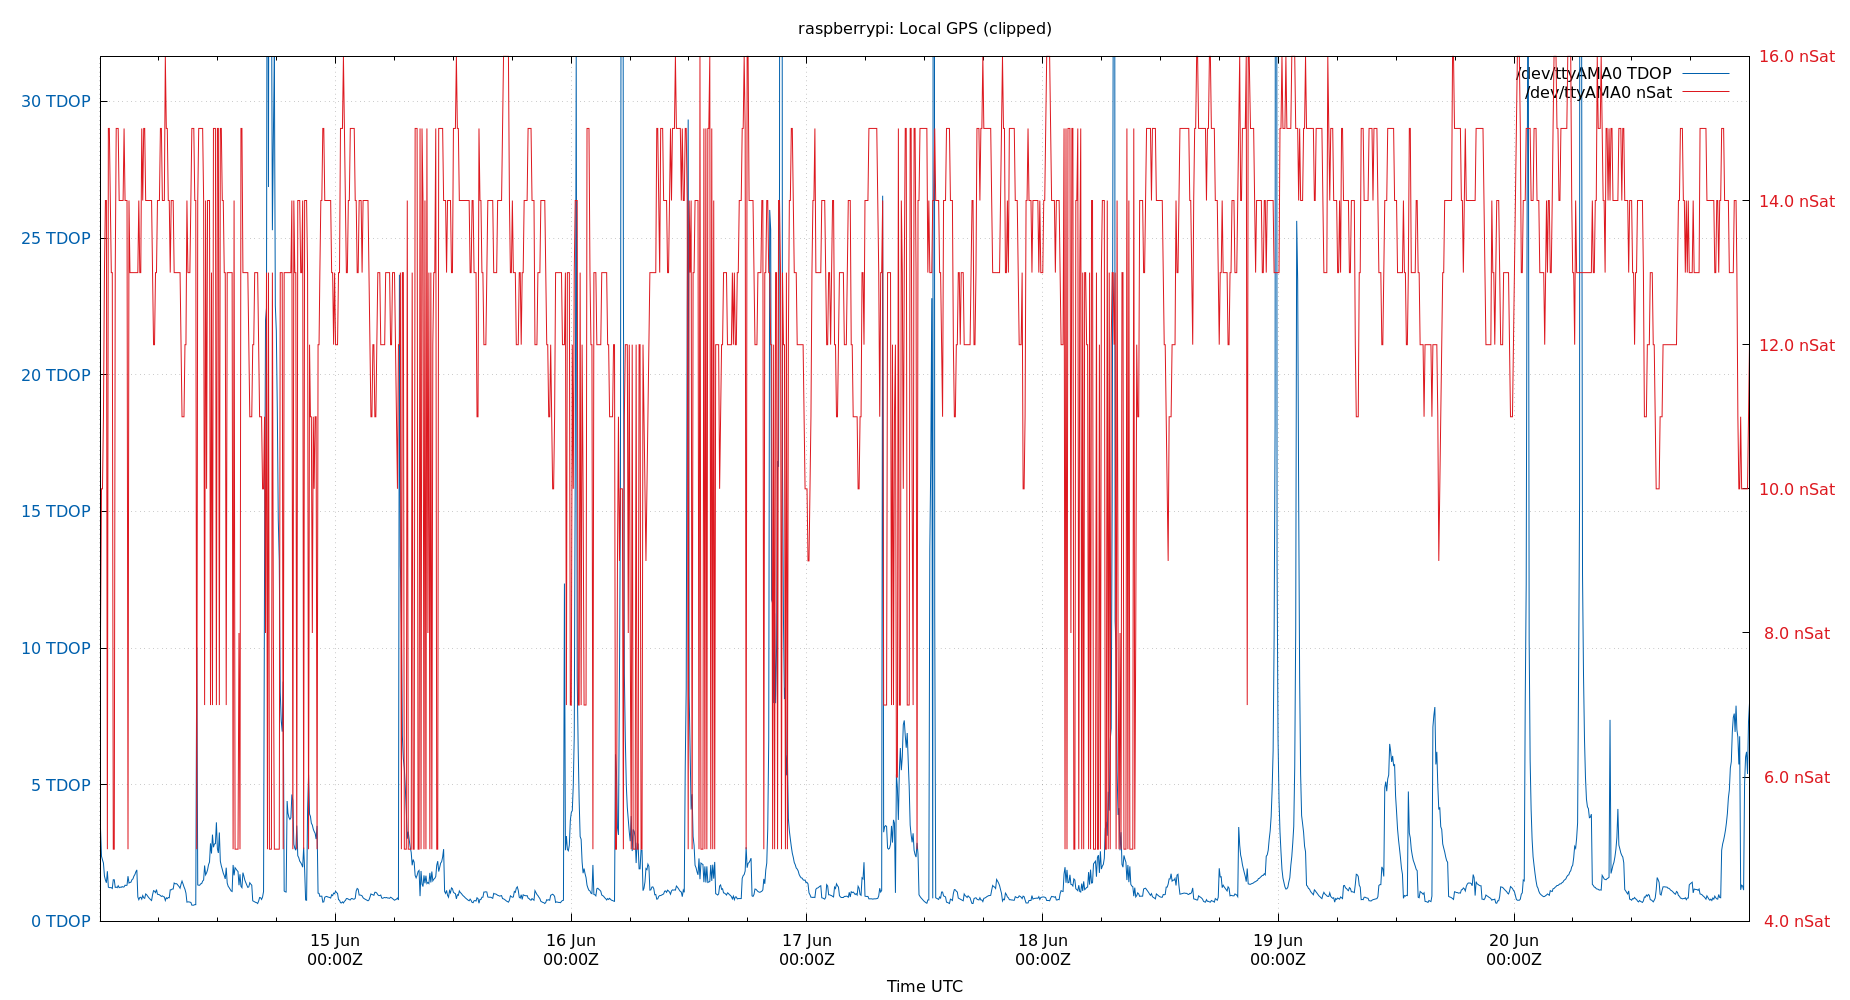 raspberrypi: Local GPS (clipped)
/dev/ttyAMA0 TDOP
/dev/ttyAMA0 nSat
30 TDOP
25 TDOP
20 TDOP
15 TDOP
10 TDOP
5 TDOP
0 TDOP
16.0 nSat
14.0 nSat
12.0 nSat
10.0 nSat
8.0 nSat
6.0 nSat
4.0 nSat
15 Jun 16 Jun 17 Jun 18 Jun 19 Jun 20 Jun
00:00Z 00:00Z 00:00Z 00:00Z 00:00Z 00:00Z
Time UTC